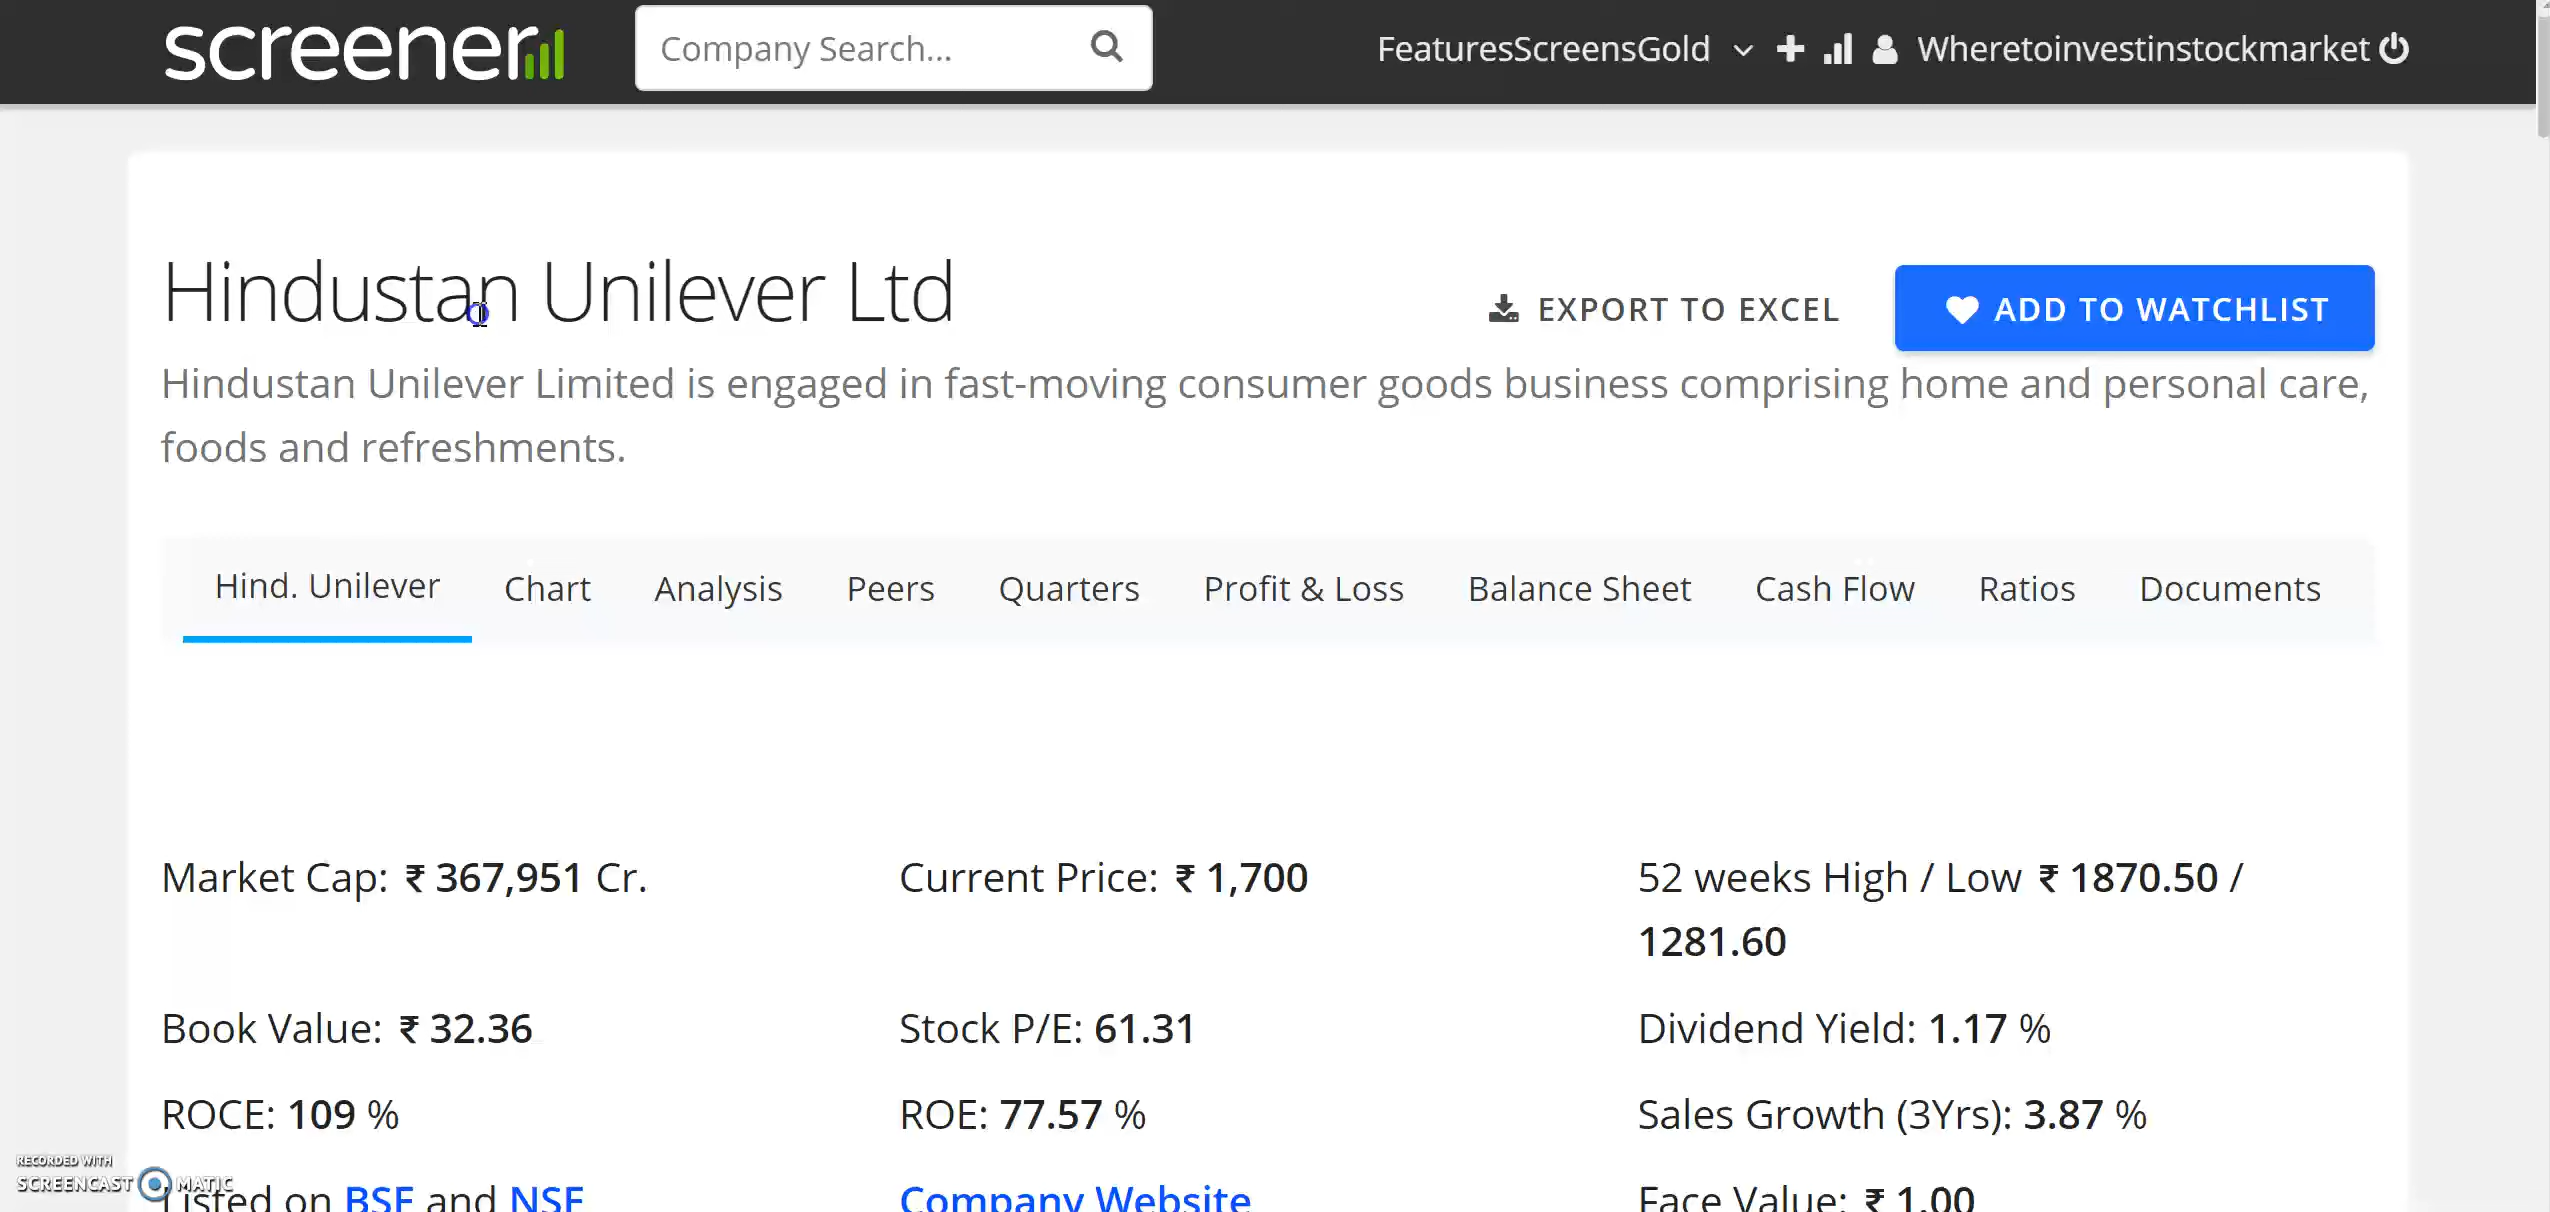 screener
Company Search...
FeaturesScreensGold
Wheretoinvestinstockmarket
Hindustan Unilever Ltd
EXPORT TO EXCEL
ADD TO WATCHLIST
Hindustan Unilever Limited is engaged in fast-moving consumer goods business comprising home and personal care,
foods and refreshments.
Hind. Unilever Chart Analysis Peers Quarters Profit & Loss Balance Sheet Cash Flow Ratios Documents
Market Cap: ₹ 367,951 Cr.
Current Price: ₹ 1,700
52 weeks High / Low ₹ 1870.50 /
1281.60
Book Value: ₹ 32.36
Stock P/E: 61.31
Dividend Yield: 1.17 %
ROCE: 109 %
ROE: 77.57 %
Sales Growth (3Yrs): 3.87 %
Listed on BSE and NSE
Company Website
Face Value: ₹ 1.00
RECORDED WITH
SCREENCAST MATIC